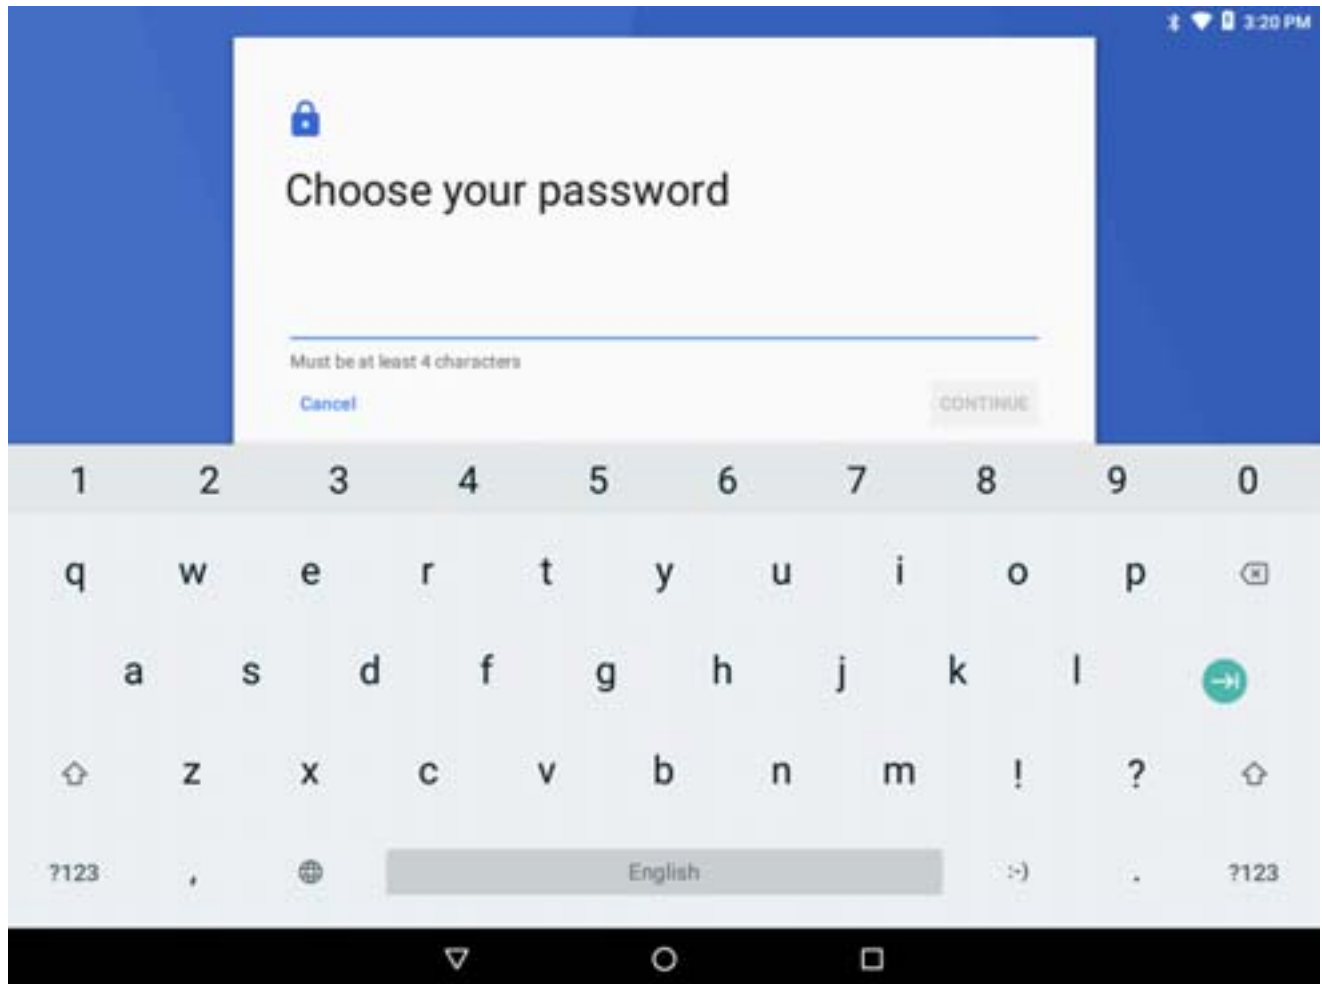 3:20 PM
Choose your password
Must be at least 4 characters
Cancel CONTINUE
1 2 3 4 5 6 7 8 9 0
q w e r t y u i o p
a s d f g h j k l
z x c v b n m ! ?
?123 , English :-) . ?123